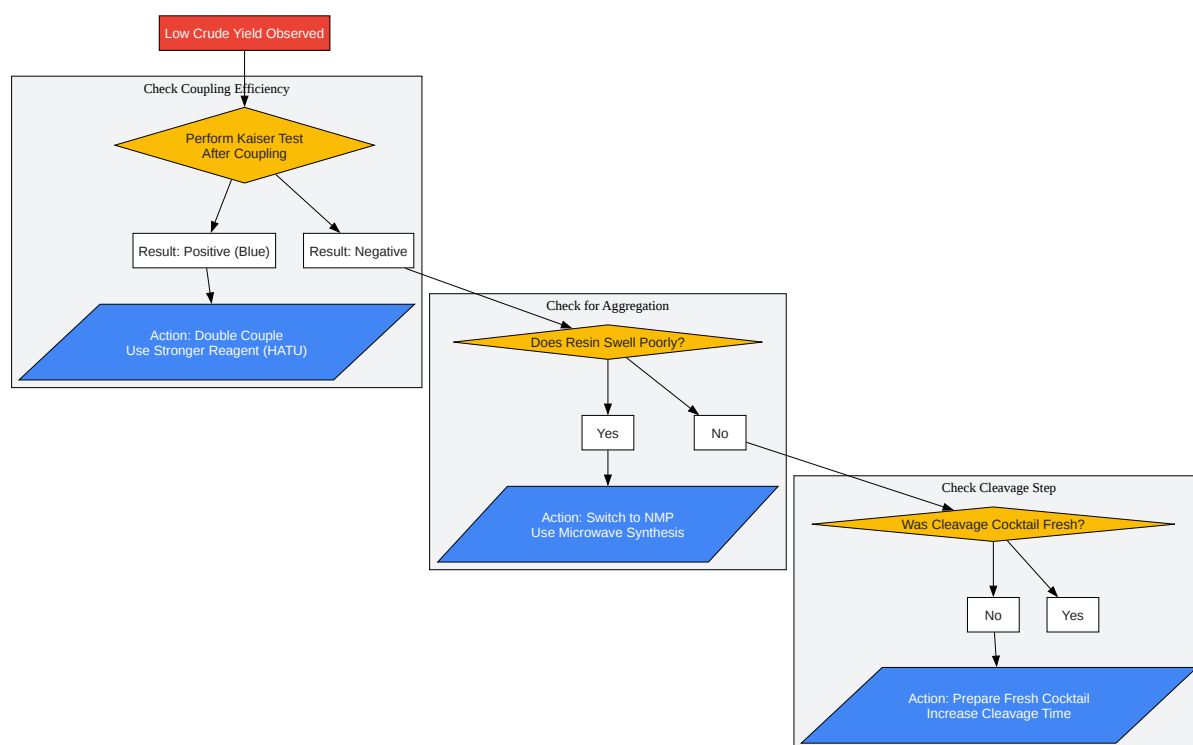 Low Crude Yield Observed
Check Coupling Efficiency
Perform Kaiser Test
After Coupling
Result: Positive (Blue)
Result: Negative
Action: Double Couple
Use Stronger Reagent (HATU)
Check for Aggregation
Does Resin Swell Poorly?
Yes
No
Action: Switch to NMP
Use Microwave Synthesis
Check Cleavage Step
Was Cleavage Cocktail Fresh?
No
Yes
Action: Prepare Fresh Cocktail
Increase Cleavage Time